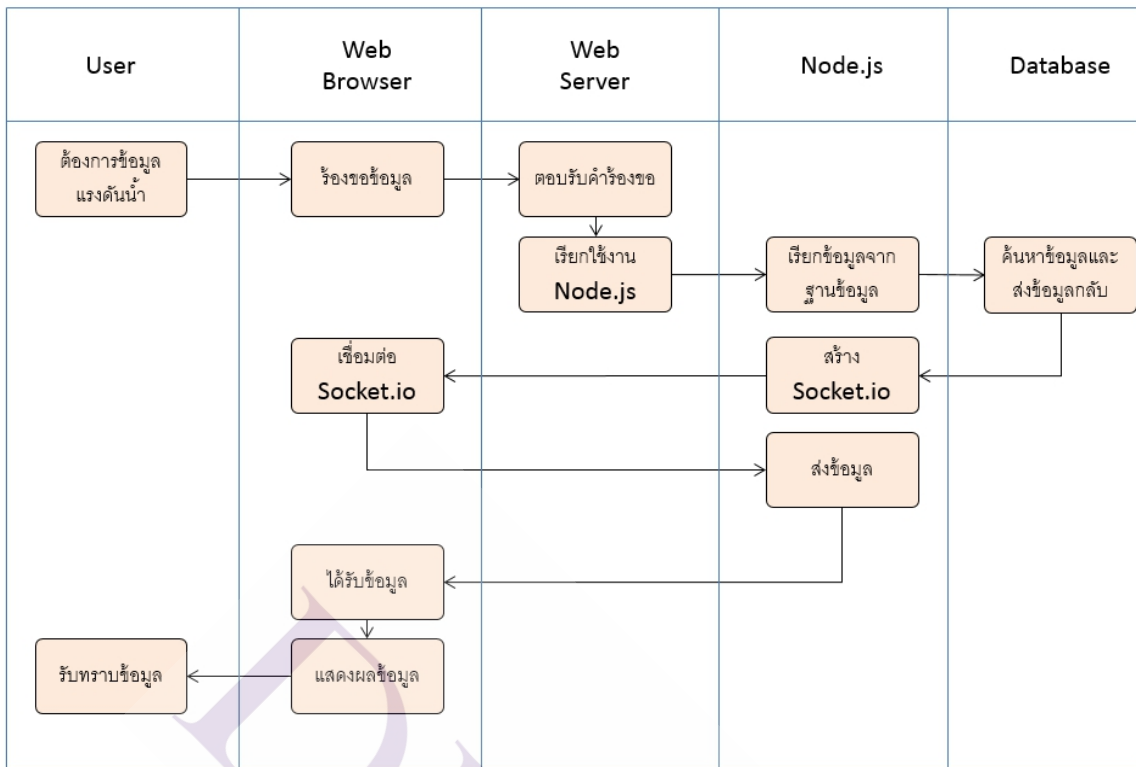 User
Web
Browser
Web
Server
Node.js
Database
ต้องการข้อมูล
แรงดันน้ำ
ร้องขอข้อมูล
ตอบรับคำร้องขอ
เรียกใช้งาน
Node.js
เรียกข้อมูลจาก
ฐานข้อมูล
ค้นหาข้อมูลและ
ส่งข้อมูลกลับ
เชื่อมต่อ
Socket.io
สร้าง
Socket.io
ส่งข้อมูล
ได้รับข้อมูล
รับทราบข้อมูล
แสดงผลข้อมูล